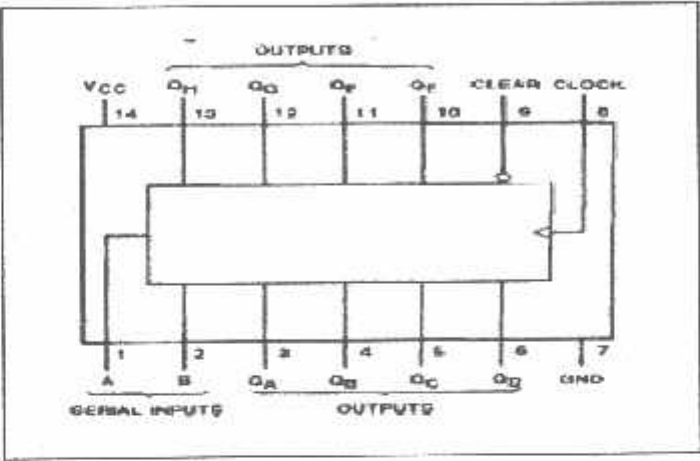 OUTPUTS
VCC QH QG QF QE CLEAR CLOCK
14 13 12 11 10 9 8
1 2 3 4 5 6 7
A B QA QB QC QD GND
SERIAL INPUTS OUTPUTS